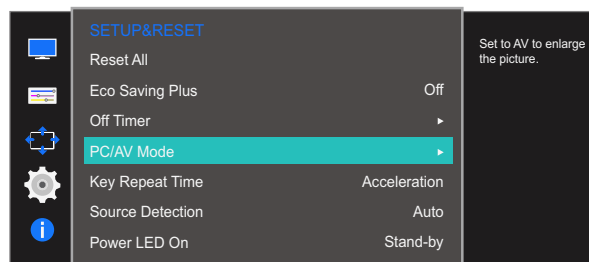 SETUP&RESET
Reset All
Eco Saving Plus Off
Off Timer ▸
PC/AV Mode ▸
Key Repeat Time Acceleration
Source Detection Auto
Power LED On Stand-by
Set to AV to enlarge
the picture.